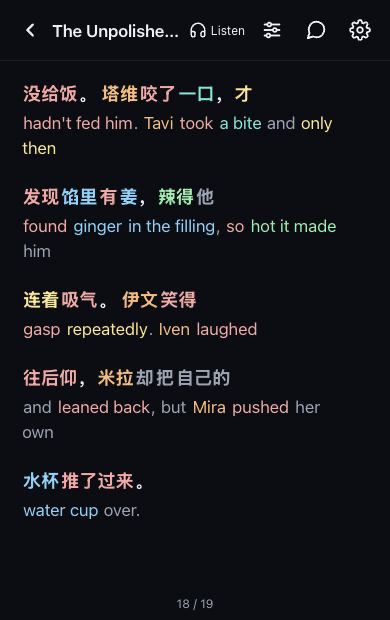 The Unpolishe... Listen
没给饭。塔维咬了一口，才
hadn't fed him. Tavi took a bite and only
then
发现馅里有姜，辣得他
found ginger in the filling, so hot it made
him
连着吸气。伊文笑得
gasp repeatedly. Iven laughed
往后仰，米拉却把自己的
and leaned back, but Mira pushed her
own
水杯推了过来。
water cup over.
18 / 19